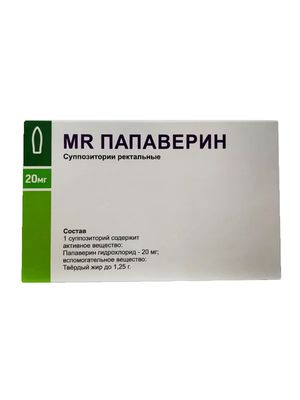 MR ПАПАВЕРИН
Суппозитории ректальные
20мг
Состав
1 суппозиторий содержит
активное вещество:
Папаверин гидрохлорид - 20 мг;
вспомогательное вещество:
Твёрдый жир до 1,25 г.